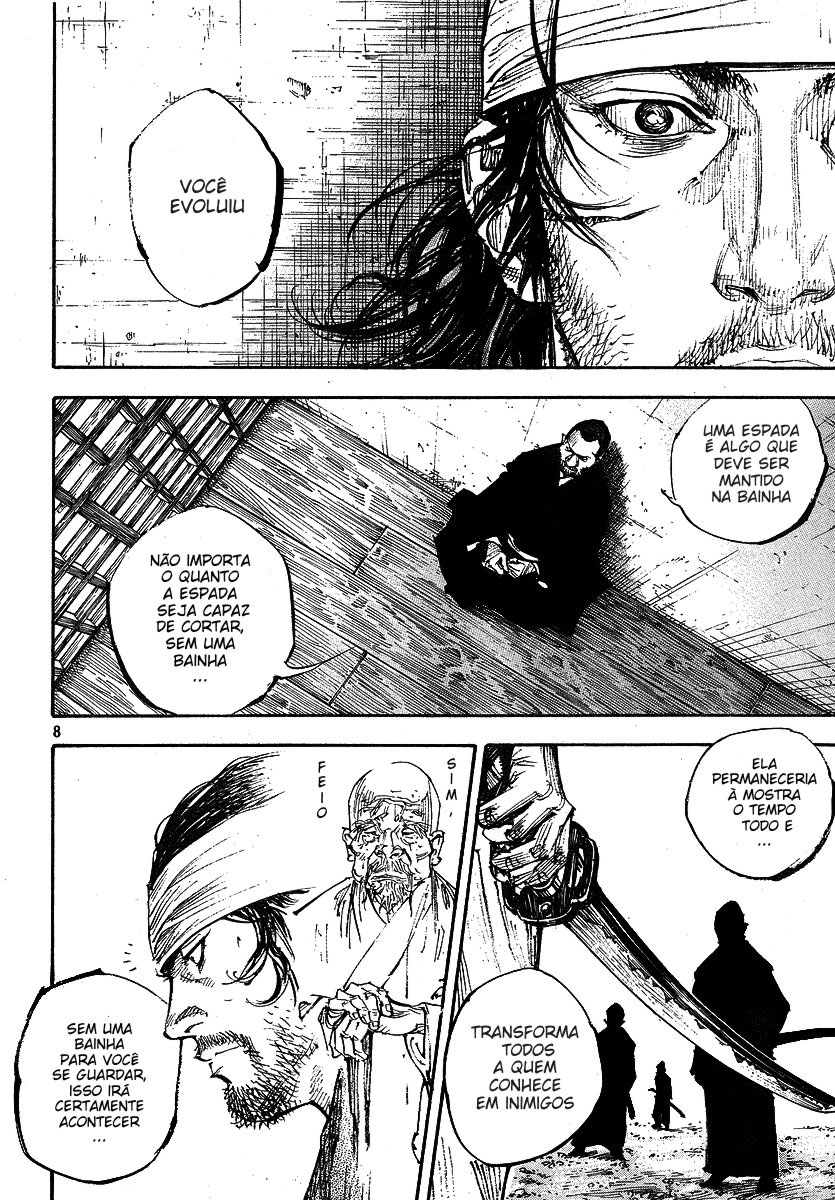 VOCÊ
EVOLUIU
UMA ESPADA
É ALGO QUE
DEVE SER
MANTIDO
NA BAINHA
NÃO IMPORTA
O QUANTO
A ESPADA
SEJA CAPAZ
DE CORTAR,
SEM UMA
BAINHA
...
8
ELA
PERMANECERIA
À MOSTRA
O TEMPO
TODO E
...
TRANSFORMA
TODOS
A QUEM
CONHECE
EM INIMIGOS
SIM,
FEIO
SEM UMA
BAINHA
PARA VOCÊ
SE GUARDAR,
ISSO IRÁ
CERTAMENTE
ACONTECER
...